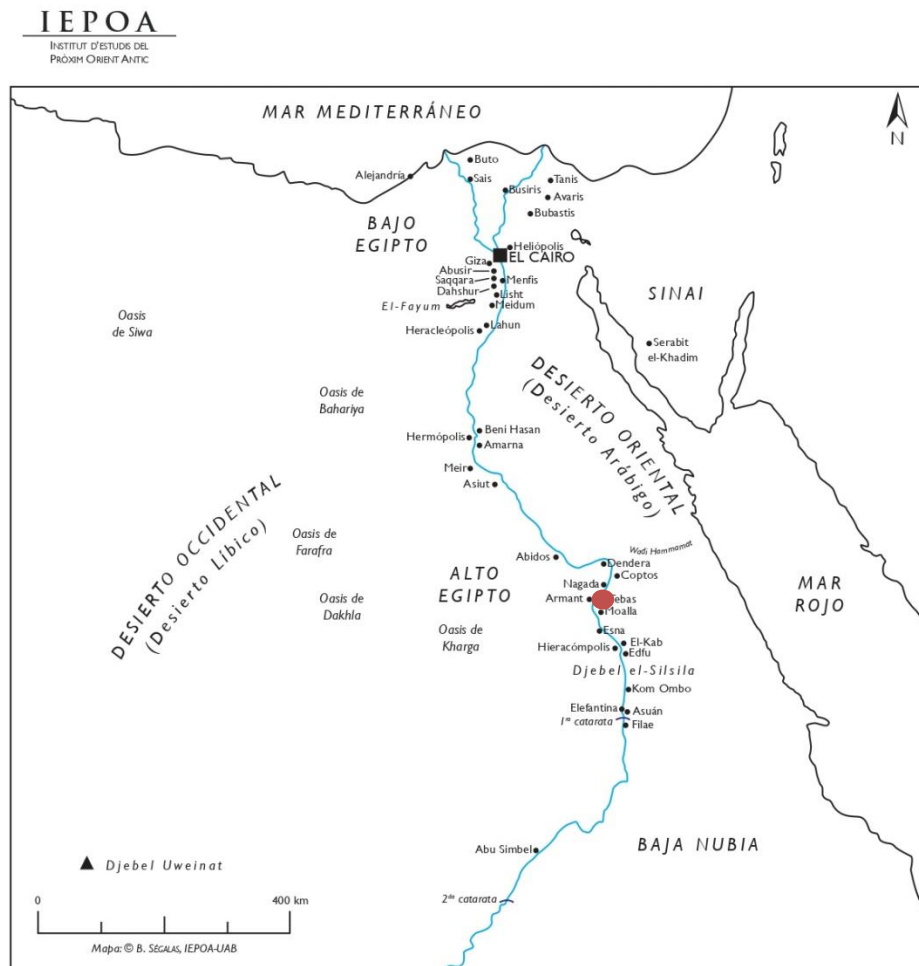 IEPOA
INSTITUT D'ESTUDIS DEL
PRÒXIM ORIENT ANTIC
MAR MEDITERRÁNEO
N
Buto
Alejandría
Sais
Tanis
Busiris
Avaris
Bubastis
BAJO
EGIPTO
Heliópolis
EL CAIRO
Giza
Abusir
Saqqara
Menfis
Dahshur
Lisht
El-Fayum
Meidum
SINAI
Oasis
de Siwa
Lahun
Heracleópolis
Serabit
el-Khadim
Oasis de
Bahariya
DESIERTO ORIENTAL
(Desierto Arábigo)
Beni Hasan
Hermópolis
Amarna
Meir
Asiut
DESIERTO OCCIDENTAL
(Desierto Líbico)
Oasis de
Farafra
Wadi Hammamat
Abidos
Dendera
Coptos
ALTO
EGIPTO
Nagada
MAR
ROJO
Oasis de
Dakhla
Armant
Moalla
Oasis de
Kharga
Esna
El-Kab
Hieracómpolis
Edfu
Djebel el-Silsila
Kom Ombo
Elefantina
Asuán
1ª catarata
Filae
BAJA NUBIA
Abu Simbel
Djebel Uweinat
2ª catarata
0 400 km
Mapa: © B. SÉGALAS, IEPOA-UAB